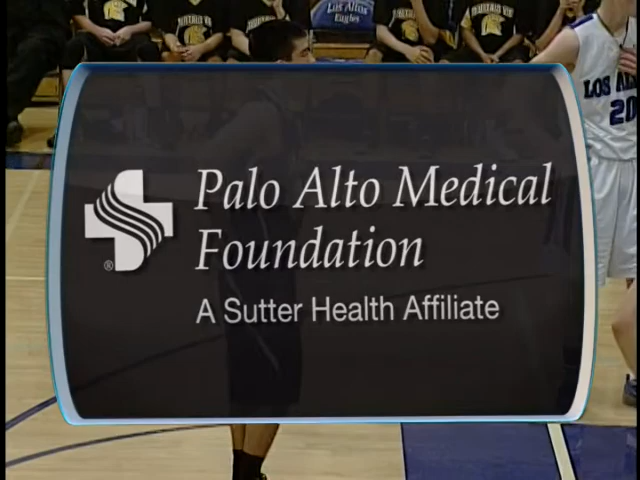 Los Altos
Eagles
LOS AL
20
Palo Alto Medical
Foundation
®
A Sutter Health Affiliate